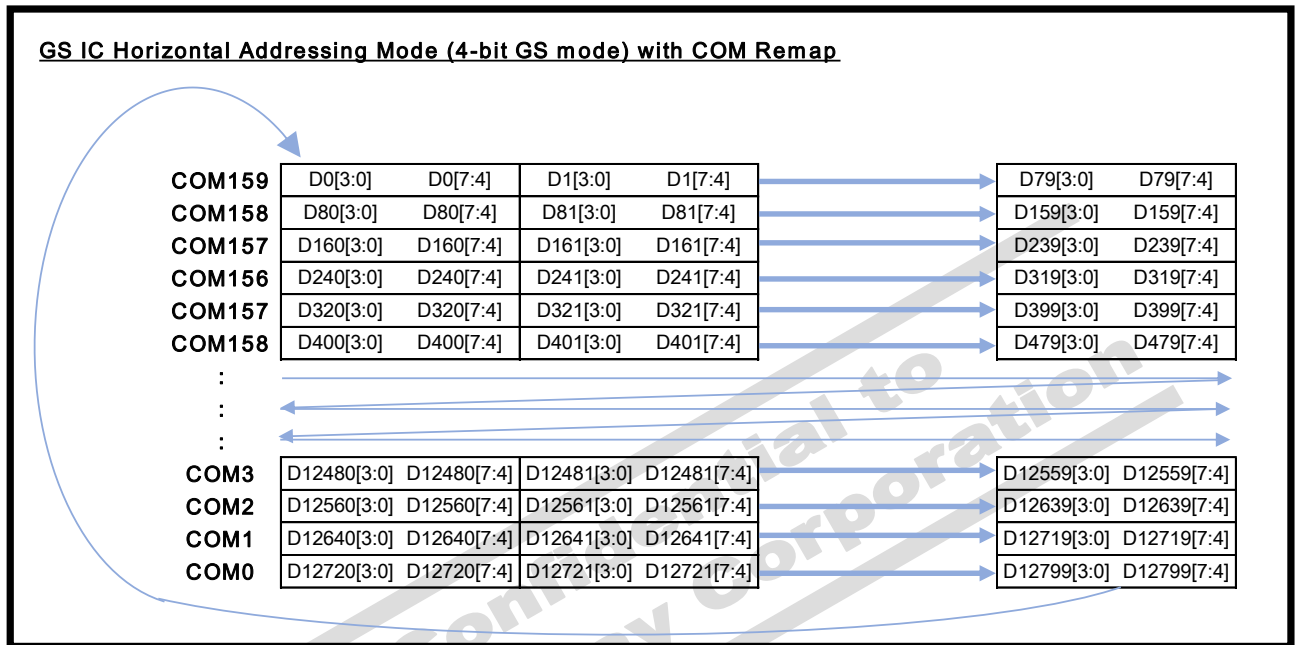 GS IC Horizontal Addressing Mode (4-bit GS mode) with COM Remap
COM159 D0[3:0] D0[7:4] D1[3:0] D1[7:4] D79[3:0] D79[7:4]
COM158 D80[3:0] D80[7:4] D81[3:0] D81[7:4] D159[3:0] D159[7:4]
COM157 D160[3:0] D160[7:4] D161[3:0] D161[7:4] D239[3:0] D239[7:4]
COM156 D240[3:0] D240[7:4] D241[3:0] D241[7:4] D319[3:0] D319[7:4]
COM157 D320[3:0] D320[7:4] D321[3:0] D321[7:4] D399[3:0] D399[7:4]
COM158 D400[3:0] D400[7:4] D401[3:0] D401[7:4] D479[3:0] D479[7:4]
:
:
:
COM3 D12480[3:0] D12480[7:4] D12481[3:0] D12481[7:4] D12559[3:0] D12559[7:4]
COM2 D12560[3:0] D12560[7:4] D12561[3:0] D12561[7:4] D12639[3:0] D12639[7:4]
COM1 D12640[3:0] D12640[7:4] D12641[3:0] D12641[7:4] D12719[3:0] D12719[7:4]
COM0 D12720[3:0] D12720[7:4] D12721[3:0] D12721[7:4] D12799[3:0] D12799[7:4]
onfidential to
ay Corporation